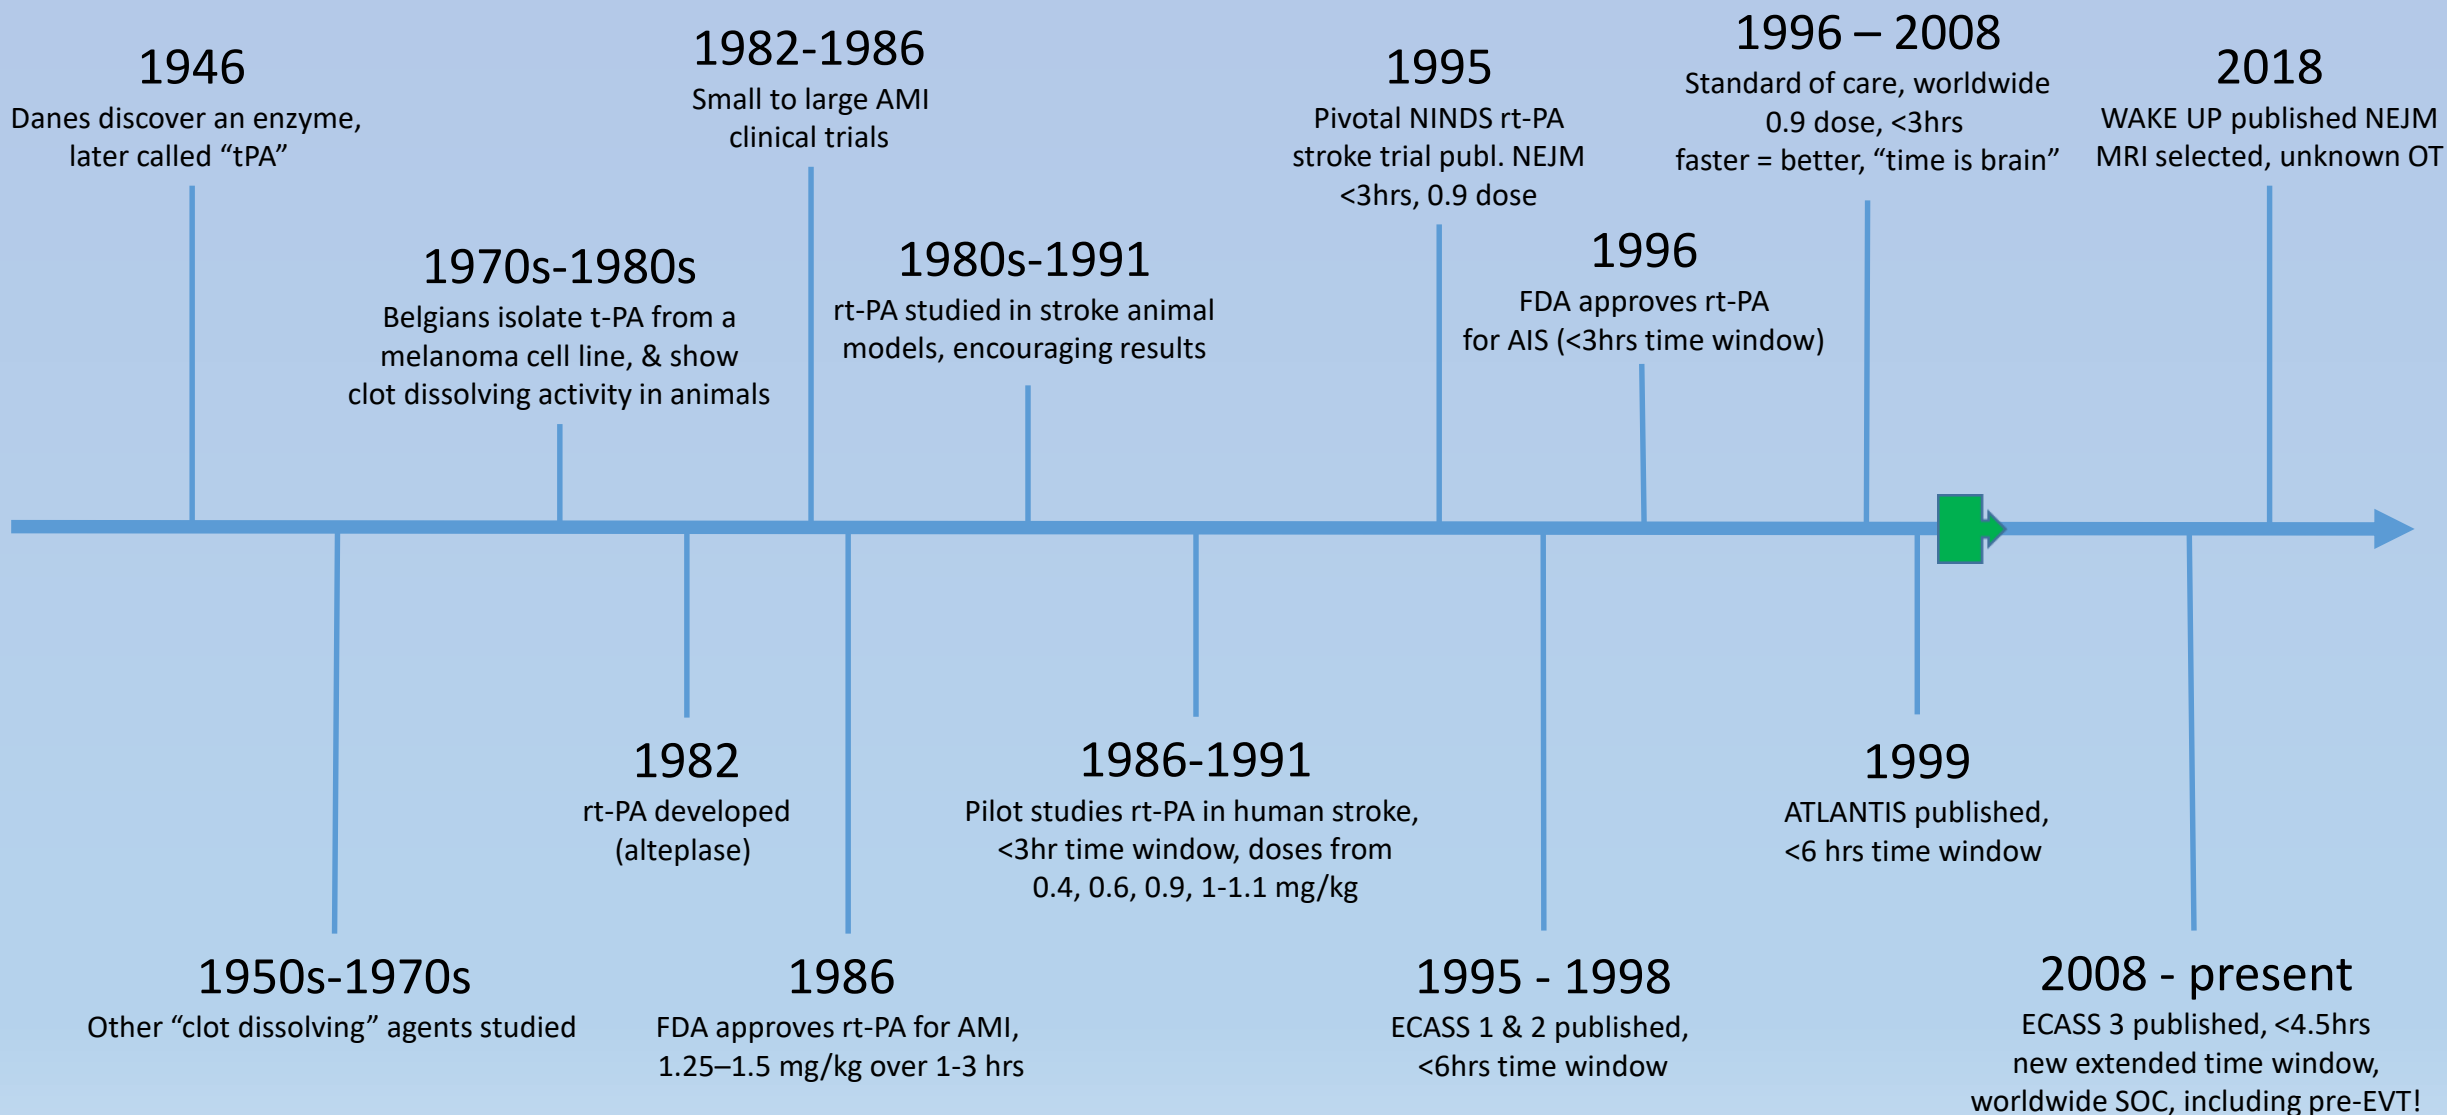 1946
Danes discover an enzyme,
later called “tPA”
1950s-1970s
Other “clot dissolving” agents studied
1970s-1980s
Belgians isolate t-PA from a
melanoma cell line, & show
clot dissolving activity in animals
1982
rt-PA developed
(alteplase)
1982-1986
Small to large AMI
clinical trials
1986
FDA approves rt-PA for AMI,
1.25–1.5 mg/kg over 1-3 hrs
1980s-1991
rt-PA studied in stroke animal
models, encouraging results
1986-1991
Pilot studies rt-PA in human stroke,
<3hr time window, doses from
0.4, 0.6, 0.9, 1-1.1 mg/kg
1995
Pivotal NINDS rt-PA
stroke trial publ. NEJM
<3hrs, 0.9 dose
1995 - 1998
ECASS 1 & 2 published,
<6hrs time window
1996
FDA approves rt-PA
for AIS (<3hrs time window)
1996 – 2008
Standard of care, worldwide
0.9 dose, <3hrs
faster = better, “time is brain”
1999
ATLANTIS published,
<6 hrs time window
2008 - present
ECASS 3 published, <4.5hrs
new extended time window,
worldwide SOC, including pre-EVT!
2018
WAKE UP published NEJM
MRI selected, unknown OT